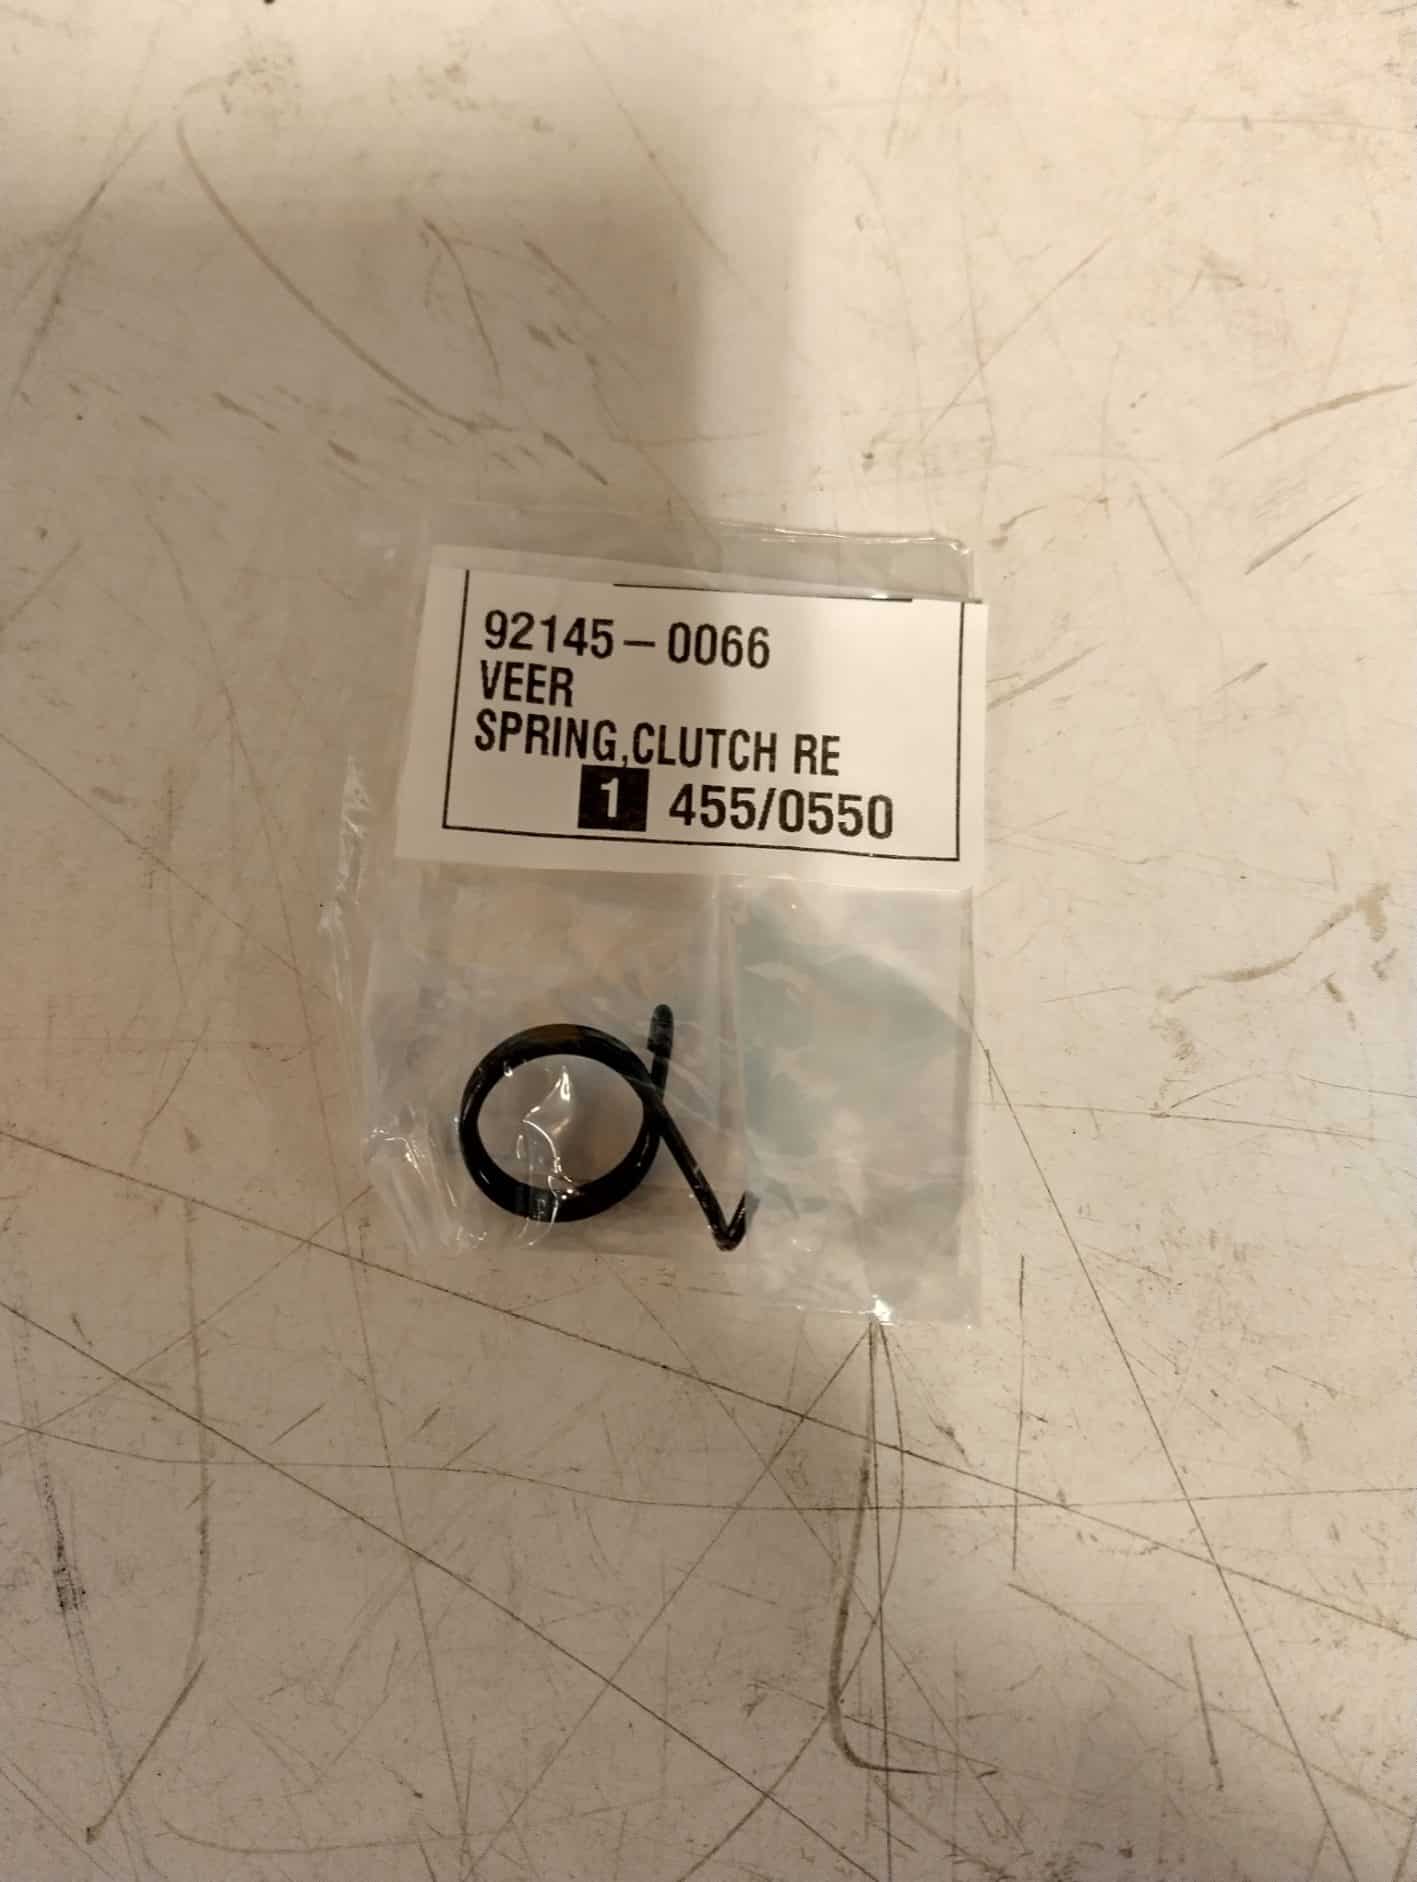 92145-0066
VEER
SPRING,CLUTCH RE
1 455/0550